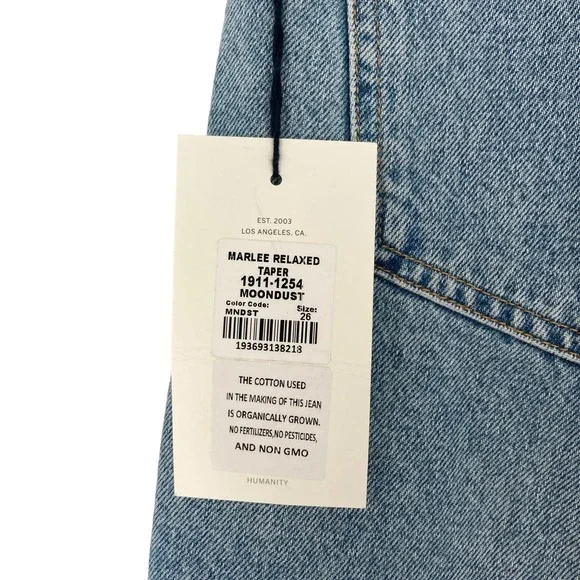 EST. 2003
LOS ANGELES, CA.
MARLEE RELAXED
TAPER
1911-1254
MOONDUST
Color Code: Size:
MNDST 26
193693138218
THE COTTON USED
IN THE MAKING OF THIS JEAN
IS ORGANICALLY GROWN.
NO FERTILIZERS,NO PESTICIDES,
AND NON GMO
HUMANITY